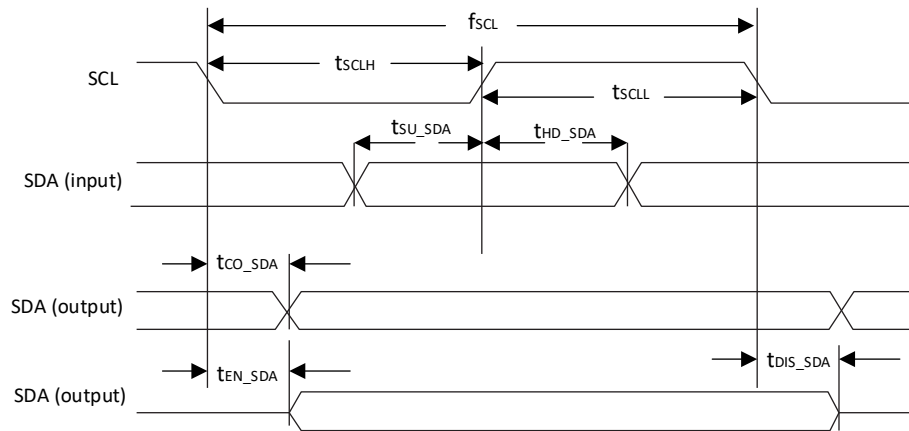 fSCL
tSCLH
SCL
tSCLL
tSU_SDA
tHD_SDA
SDA (input)
tCO_SDA
SDA (output)
tEN_SDA
tDIS_SDA
SDA (output)